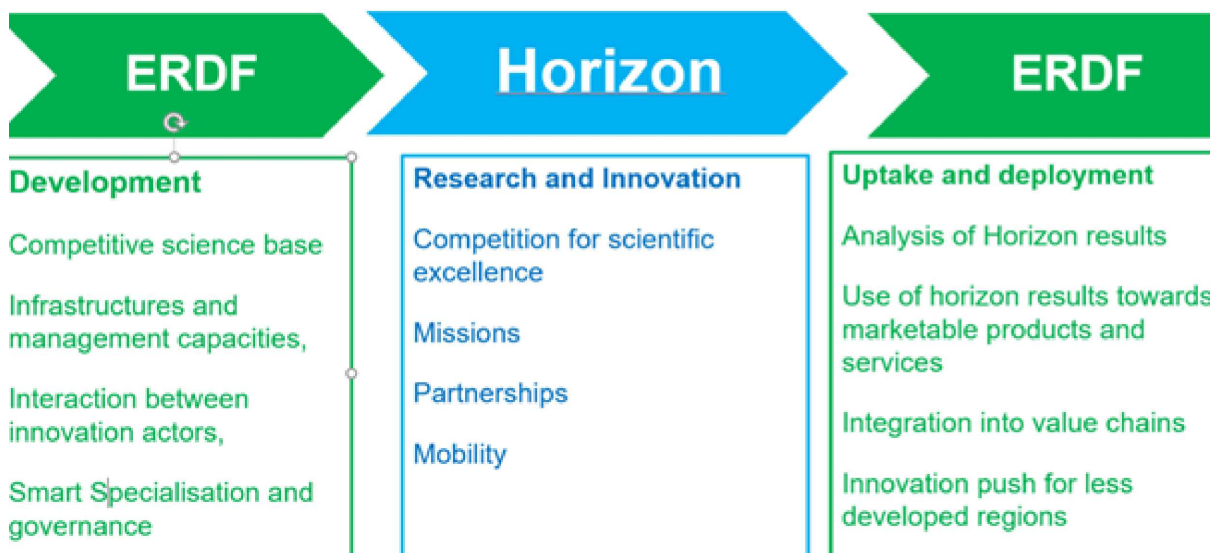 ERDF
Horizon
ERDF
Development
Competitive science base
Infrastructures and
management capacities,
Interaction between
innovation actors,
Smart Specialisation and
governance
Research and Innovation
Competition for scientific
excellence
Missions
Partnerships
Mobility
Uptake and deployment
Analysis of Horizon results
Use of horizon results towards
marketable products and
services
Integration into value chains
Innovation push for less
developed regions